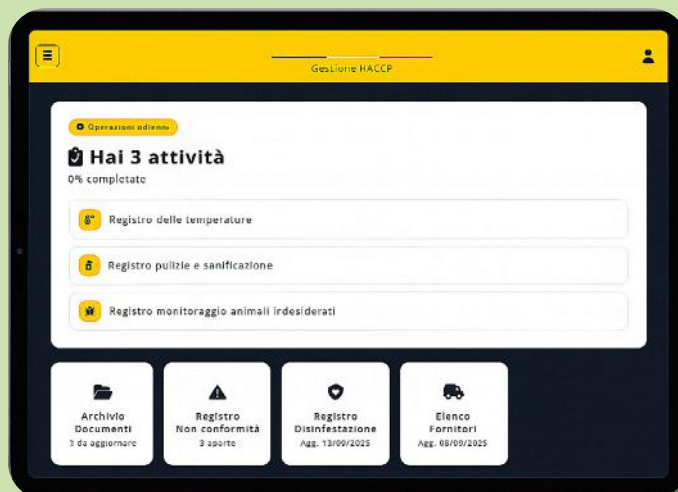 Gestione HACCP
Operazioni odierne
Hai 3 attività
0% completate
Registro delle temperature
Registro pulizie e sanificazione
Registro monitoraggio animali indesiderati
Archivio
Documenti
da aggiornare
Registro
Non conformità
3 aparte
Registro
Disinfestazione
Agg. 13/09/2025
Elenco
Fornitori
Agg. 08/09/2025